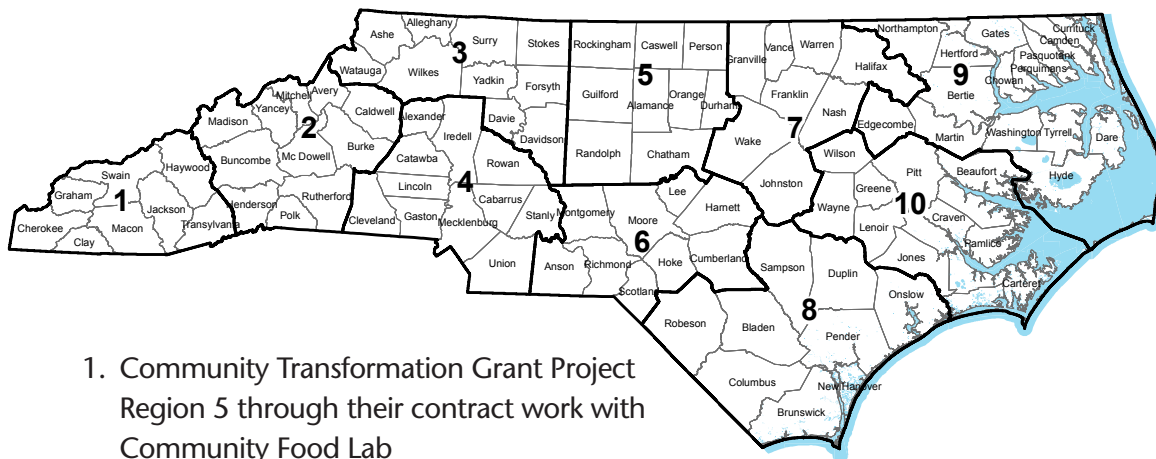 Alleghany
Ashe
Surry
Stokes
Rockingham
Caswell
Person
Granville
Vance
Warren
Northampton
Gates
Currituck
Camden
Pasquotank
Perquimans
3
5
9
Watauga
Wilkes
Yadkin
Forsyth
Guilford
Alamance
Orange
Durham
Franklin
Halifax
Hertford
Chowan
Bertie
Mitchell
Avery
Yancey
Madison
Caldwell
Alexander
Iredell
Davie
Davidson
Randolph
Chatham
Wake
7
Nash
Edgecombe
Martin
Washington
Tyrrell
Dare
2
Buncombe
Mc Dowell
Burke
Catawba
Rowan
Wilson
Pitt
Beaufort
Hyde
Haywood
Swain
Graham
1
Jackson
Transylvania
Cherokee
Macon
Clay
Henderson
Rutherford
Polk
Lincoln
4
Cleveland
Gaston
Cabarrus
Mecklenburg
Stanly
Union
Montgomery
Lee
Moore
Harnett
6
Anson
Richmond
Hoke
Cumberland
Scotland
Johnston
Wayne
Greene
10
Lenoir
Craven
Pamlico
Jones
Carteret
Sampson
Duplin
Onslow
8
Robeson
Bladen
Pender
Columbus
New Hanover
Brunswick
1. Community Transformation Grant Project
Region 5 through their contract work with
Community Food Lab